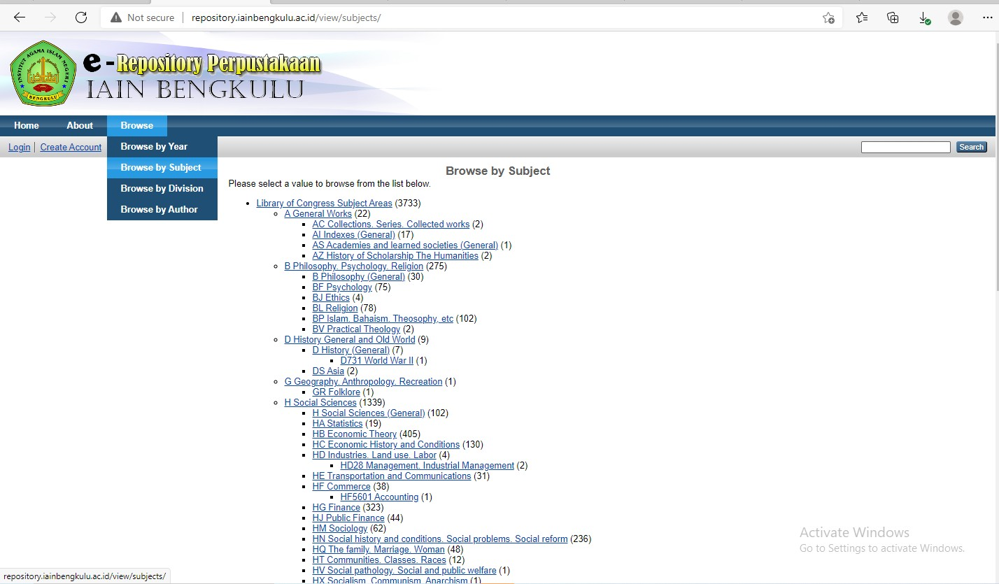 Not secure
repository.iainbengkulu.ac.id/view/subjects/
INSTITUT AGAMA ISLAM NEGERI
BENGKULU
e - Repository Perpustakaan
IAIN BENGKULU
Home About Browse
Login Create Account
Search
Browse by Year
Browse by Subject
Browse by Division
Browse by Author
Browse by Subject
Please select a value to browse from the list below.
Library of Congress Subject Areas (3733)
A General Works (22)
AC Collections. Series. Collected works (2)
AI Indexes (General) (17)
AS Academies and learned societies (General) (1)
AZ History of Scholarship The Humanities (2)
B Philosophy. Psychology. Religion (275)
B Philosophy (General) (30)
BF Psychology (75)
BJ Ethics (4)
BL Religion (78)
BP Islam. Bahaism. Theosophy, etc (102)
BV Practical Theology (2)
D History General and Old World (9)
D History (General) (7)
D731 World War II (1)
DS Asia (2)
G Geography. Anthropology. Recreation (1)
GR Folklore (1)
H Social Sciences (1339)
H Social Sciences (General) (102)
HA Statistics (19)
HB Economic Theory (405)
HC Economic History and Conditions (130)
HD Industries. Land use. Labor (4)
HD28 Management. Industrial Management (2)
HE Transportation and Communications (31)
HF Commerce (38)
HF5601 Accounting (1)
HG Finance (323)
HJ Public Finance (44)
HM Sociology (62)
HN Social history and conditions. Social problems. Social reform (236)
HQ The family. Marriage. Woman (48)
HT Communities. Classes. Races (12)
HV Social pathology. Social and public welfare (1)
HX Socialism. Communism. Anarchism (1)
Activate Windows
Go to Settings to activate Windows.
repository.iainbengkulu.ac.id/view/subjects/